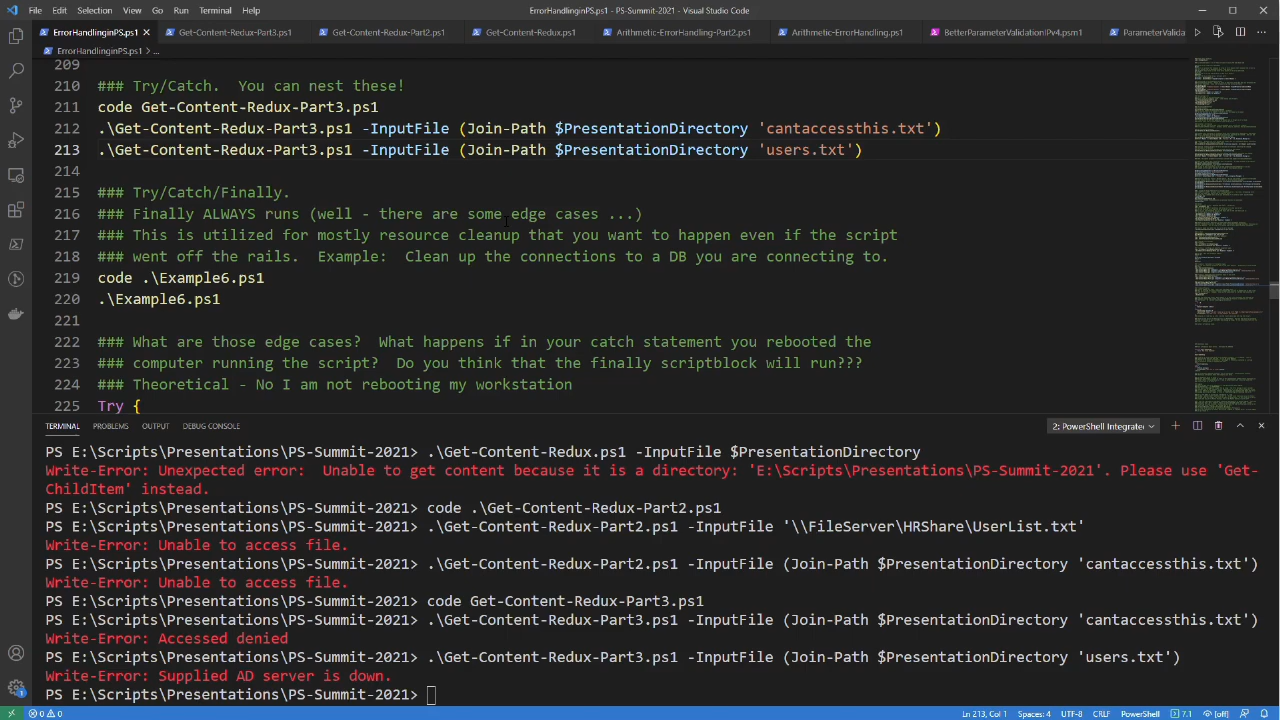 File Edit Selection View Go Run Terminal Help
ErrorHandlinginPS.ps1 - PS-Summit-2021 - Visual Studio Code
ErrorHandlinginPS.ps1 Get-Content-Redux-Part3.ps1 Get-Content-Redux-Part2.ps1 Get-Content-Redux.ps1 Arithmetic-ErrorHandling-Part2.ps1 Arithmetic-ErrorHandling.ps1 BetterParameterValidationIPv4.psm1 ParameterValida
ErrorHandlinginPS.ps1 > ...
209
210 ### Try/Catch.  You can nest these!
211 code Get-Content-Redux-Part3.ps1
212 .\Get-Content-Redux-Part3.ps1 -InputFile (Join-Path $PresentationDirectory 'cantaccessthis.txt')
213 .\Get-Content-Redux-Part3.ps1 -InputFile (Join-Path $PresentationDirectory 'users.txt')
214
215 ### Try/Catch/Finally.
216 ### Finally ALWAYS runs (well - there are some edge cases ...)
217 ### This is utilized for mostly resource cleanup that you want to happen even if the script
218 ### went off the rails.  Example:  Clean up the connections to a DB you are connecting to.
219 code .\Example6.ps1
220 .\Example6.ps1
221
222 ### What are those edge cases?  What happens if in your catch statement you rebooted the
223 ### computer running the script?  Do you think that the finally scriptblock will run???
224 ### Theoretical - No I am not rebooting my workstation
225 Try {
TERMINAL PROBLEMS OUTPUT DEBUG CONSOLE
2: PowerShell Integrated
PS E:\Scripts\Presentations\PS-Summit-2021> .\Get-Content-Redux.ps1 -InputFile $PresentationDirectory
Write-Error: Unexpected error:  Unable to get content because it is a directory: 'E:\Scripts\Presentations\PS-Summit-2021'. Please use 'Get-
ChildItem' instead.
PS E:\Scripts\Presentations\PS-Summit-2021> code .\Get-Content-Redux-Part2.ps1
PS E:\Scripts\Presentations\PS-Summit-2021> .\Get-Content-Redux-Part2.ps1 -InputFile '\\FileServer\HRShare\UserList.txt'
Write-Error: Unable to access file.
PS E:\Scripts\Presentations\PS-Summit-2021> .\Get-Content-Redux-Part2.ps1 -InputFile (Join-Path $PresentationDirectory 'cantaccessthis.txt')
Write-Error: Unable to access file.
PS E:\Scripts\Presentations\PS-Summit-2021> code Get-Content-Redux-Part3.ps1
PS E:\Scripts\Presentations\PS-Summit-2021> .\Get-Content-Redux-Part3.ps1 -InputFile (Join-Path $PresentationDirectory 'cantaccessthis.txt')
Write-Error: Accessed denied
PS E:\Scripts\Presentations\PS-Summit-2021> .\Get-Content-Redux-Part3.ps1 -InputFile (Join-Path $PresentationDirectory 'users.txt')
Write-Error: Supplied AD server is down.
PS E:\Scripts\Presentations\PS-Summit-2021>
0 0 Ln 213, Col 1 Spaces: 4 UTF-8 CRLF PowerShell 7.1 [off]